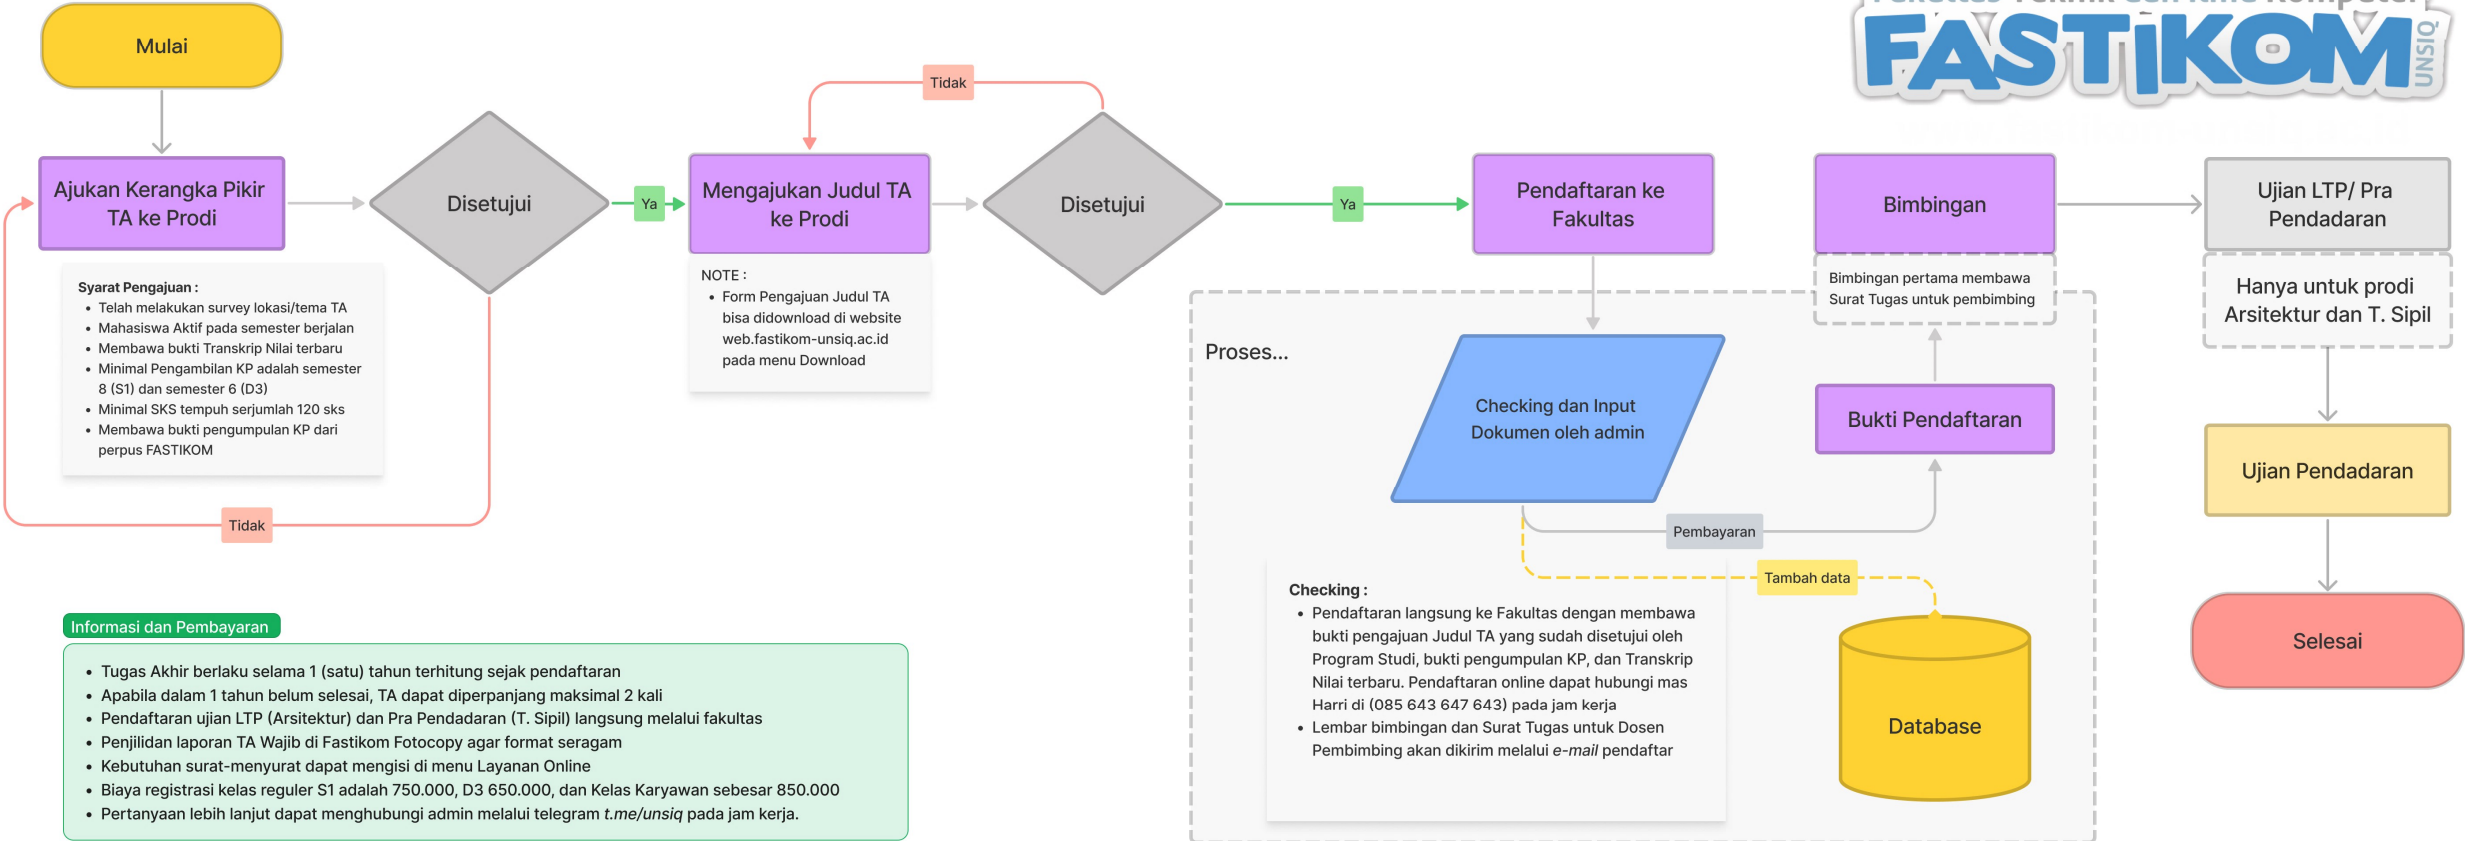 Fakultas Teknik dan Ilmu Komputer
FASTIKOM
UNSIQ
Mulai
Ajukan Kerangka Pikir
TA ke Prodi
Syarat Pengajuan :
• Telah melakukan survey lokasi/tema TA
• Mahasiswa Aktif pada semester berjalan
• Membawa bukti Transkrip Nilai terbaru
• Minimal Pengambilan KP adalah semester
8 (S1) dan semester 6 (D3)
• Minimal SKS tempuh serjumlah 120 sks
• Membawa bukti pengumpulan KP dari
perpus FASTIKOM
Disetujui
Tidak
Ya
Mengajukan Judul TA
ke Prodi
NOTE :
• Form Pengajuan Judul TA
bisa didownload di website
web.fastikom-unsiq.ac.id
pada menu Download
Disetujui
Tidak
Ya
Pendaftaran ke
Fakultas
Proses...
Checking dan Input
Dokumen oleh admin
Pembayaran
Tambah data
Checking :
• Pendaftaran langsung ke Fakultas dengan membawa
bukti pengajuan Judul TA yang sudah disetujui oleh
Program Studi, bukti pengumpulan KP, dan Transkrip
Nilai terbaru. Pendaftaran online dapat hubungi mas
Harri di (085 643 647 643) pada jam kerja
• Lembar bimbingan dan Surat Tugas untuk Dosen
Pembimbing akan dikirim melalui e-mail pendaftar
Database
Bukti Pendaftaran
Bimbingan
Bimbingan pertama membawa
Surat Tugas untuk pembimbing
Ujian LTP/ Pra
Pendadaran
Hanya untuk prodi
Arsitektur dan T. Sipil
Ujian Pendadaran
Selesai
Informasi dan Pembayaran
• Tugas Akhir berlaku selama 1 (satu) tahun terhitung sejak pendaftaran
• Apabila dalam 1 tahun belum selesai, TA dapat diperpanjang maksimal 2 kali
• Pendaftaran ujian LTP (Arsitektur) dan Pra Pendadaran (T. Sipil) langsung melalui fakultas
• Penjilidan laporan TA Wajib di Fastikom Fotocopy agar format seragam
• Kebutuhan surat-menyurat dapat mengisi di menu Layanan Online
• Biaya registrasi kelas reguler S1 adalah 750.000, D3 650.000, dan Kelas Karyawan sebesar 850.000
• Pertanyaan lebih lanjut dapat menghubungi admin melalui telegram t.me/unsiq pada jam kerja.